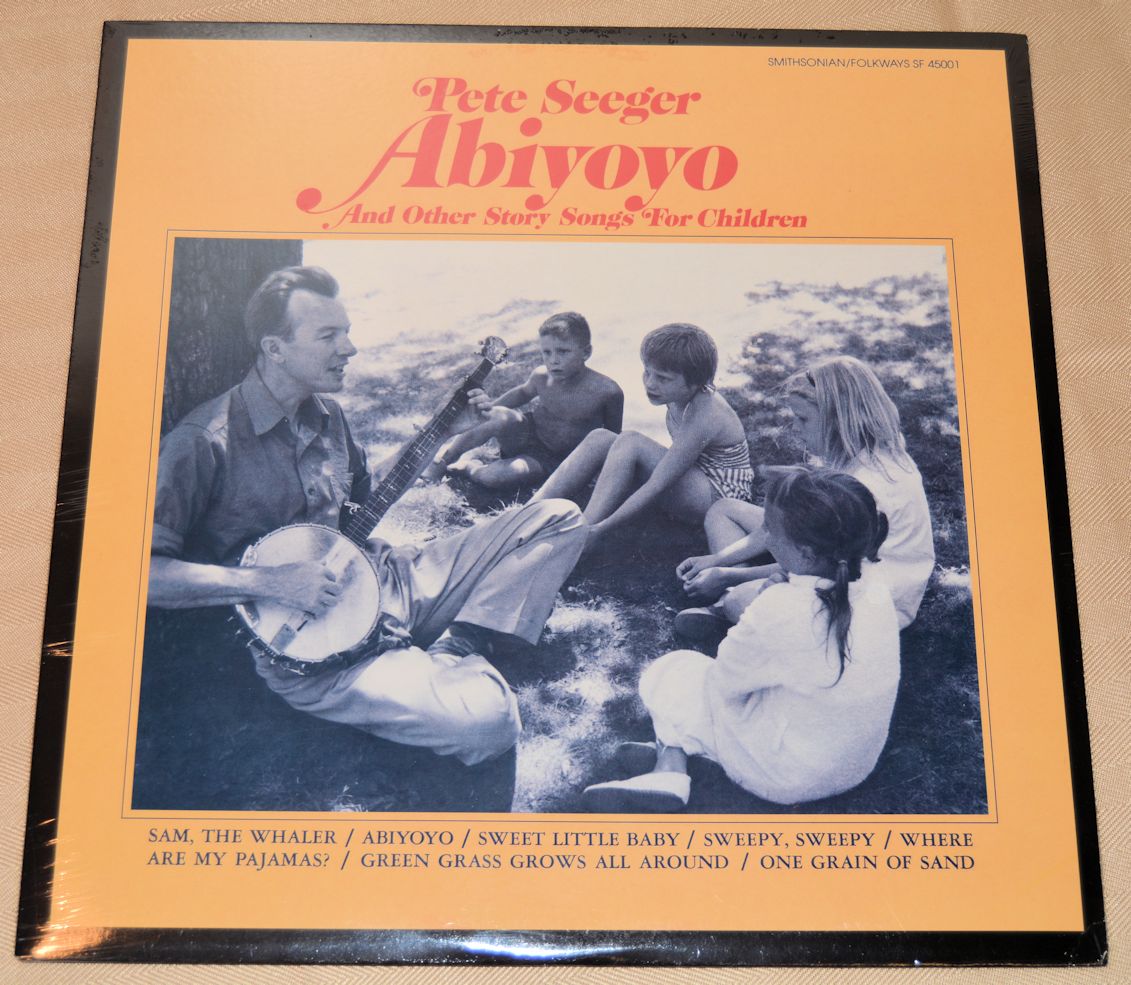 SMITHSONIAN/FOLKWAYS SF 45001
Pete Seeger
Abiyoyo
And Other Story Songs For Children
SAM, THE WHALER / ABIYOYO / SWEET LITTLE BABY / SWEEPY, SWEEPY / WHERE
ARE MY PAJAMAS? / GREEN GRASS GROWS ALL AROUND / ONE GRAIN OF SAND